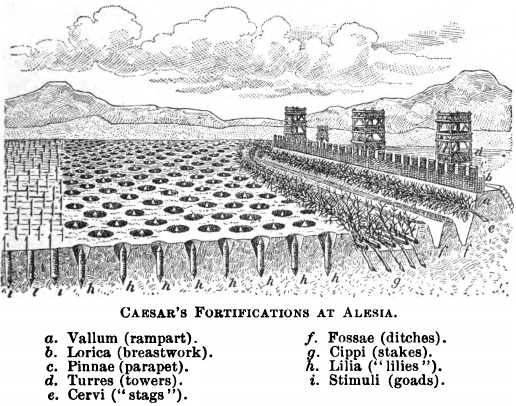 d
b
a
e
f f
i i i h h h h h h h h g
CAESAR'S FORTIFICATIONS AT ALESIA.
a. Vallum (rampart).
b. Lorica (breastwork).
c. Pinnae (parapet).
d. Turres (towers).
e. Cervi ("stags").
f. Fossae (ditches).
g. Cippi (stakes).
h. Lilia ("lilies").
i. Stimuli (goads).